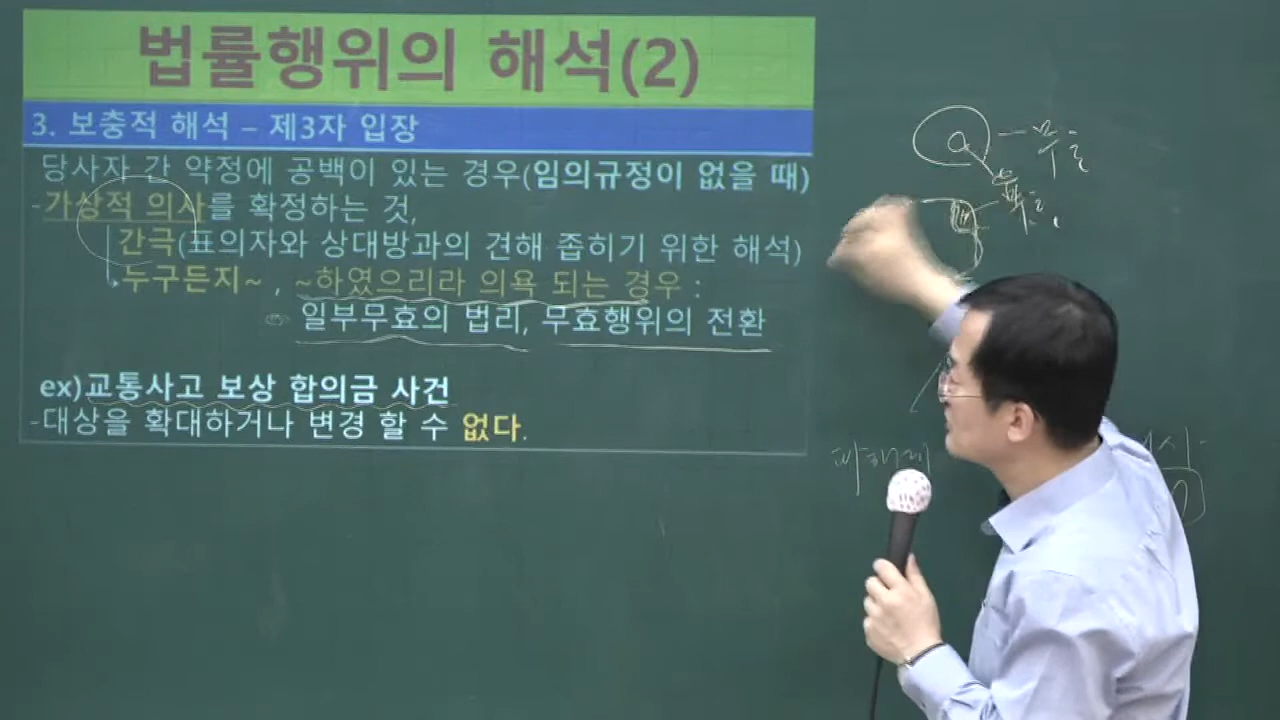 법률행위의 해석(2)
3. 보충적 해석 – 제3자 입장
당사자 간 약정에 공백이 있는 경우(임의규정이 없을 때)
-가상적 의사를 확정하는 것,
간극(표의자와 상대방과의 견해 좁히기 위한 해석)
누구든지~ , ~하였으리라 의욕 되는 경우 :
일부무효의 법리, 무효행위의 전환
ex)교통사고 보상 합의금 사건
-대상을 확대하거나 변경 할 수 없다.